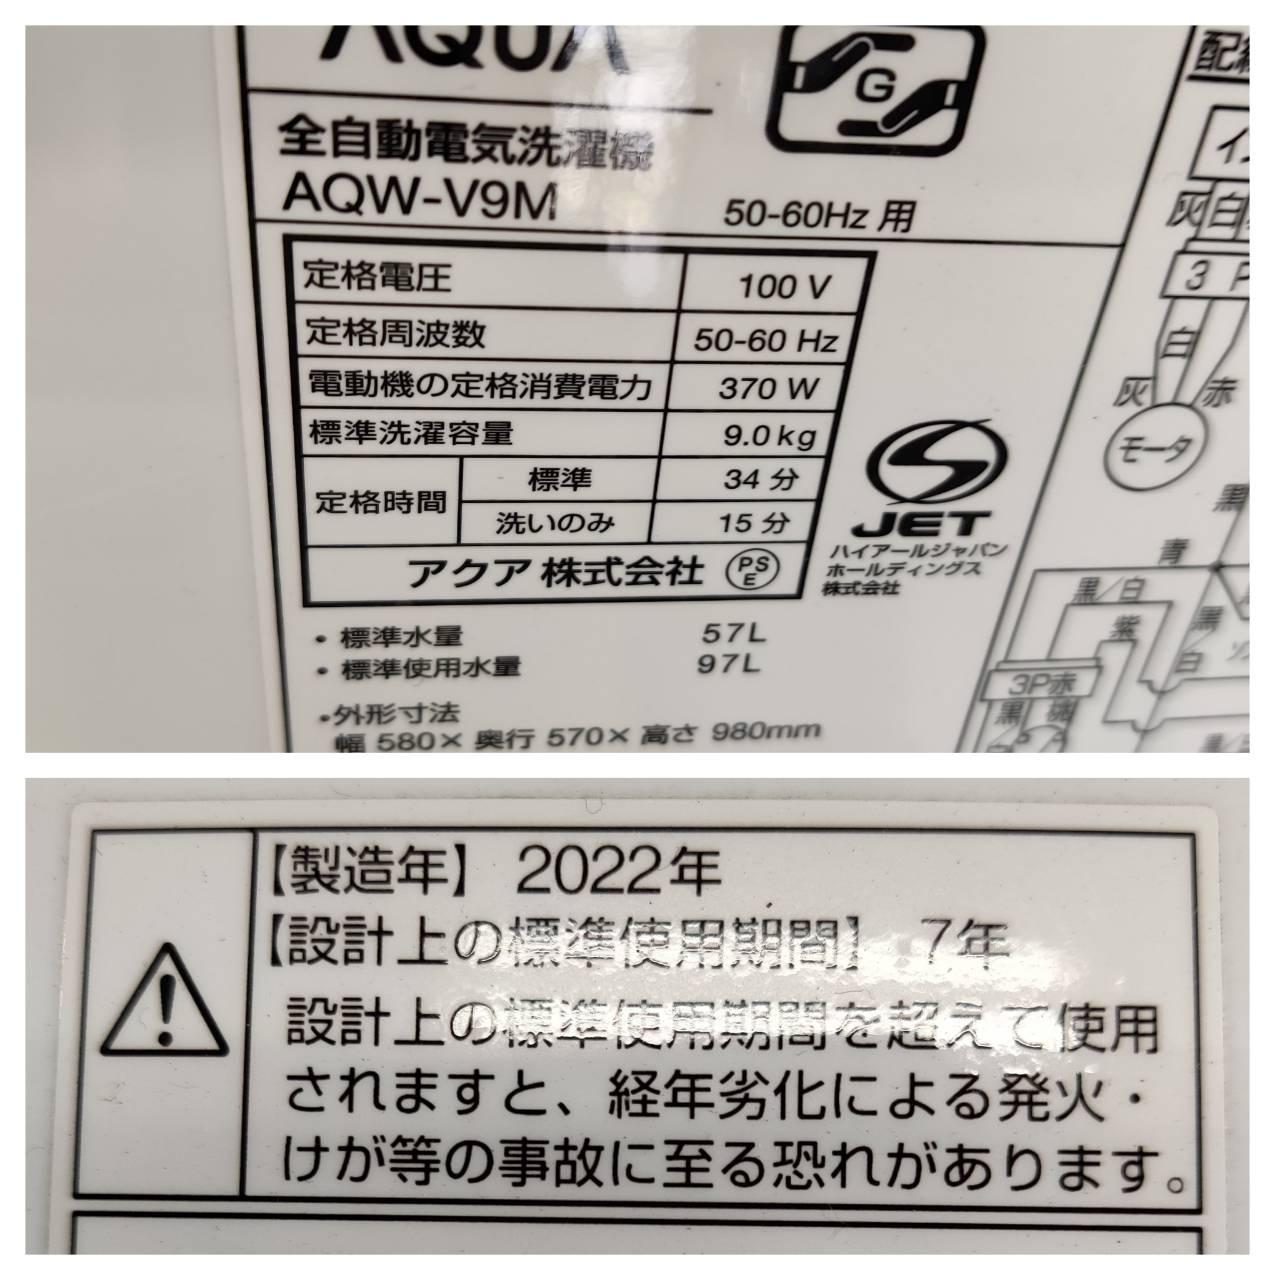 AQUA
G
全自動電気洗濯機
AQW-V9M
50-60Hz 用
定格電圧 100 V
定格周波数 50-60 Hz
電動機の定格消費電力 370 W
標準洗濯容量 9.0kg
定格時間 標準 34 分
洗いのみ 15 分
アクア 株式会社 PSE
JET
ハイアールジャパン
ホールディングス
株式会社
・標準水量 57L
・標準使用水量 97L
・外形寸法
幅 580× 奥行 570× 高さ 980mm
灰 白
3 P
白
灰 赤
モータ
黒
青
黒/白
紫
黒
白
3P赤
黒
【製造年】 2022年
【設計上の標準使用期間】 7年
設計上の標準使用期間を超えて使用
されますと、経年劣化による発火・
けが等の事故に至る恐れがあります。